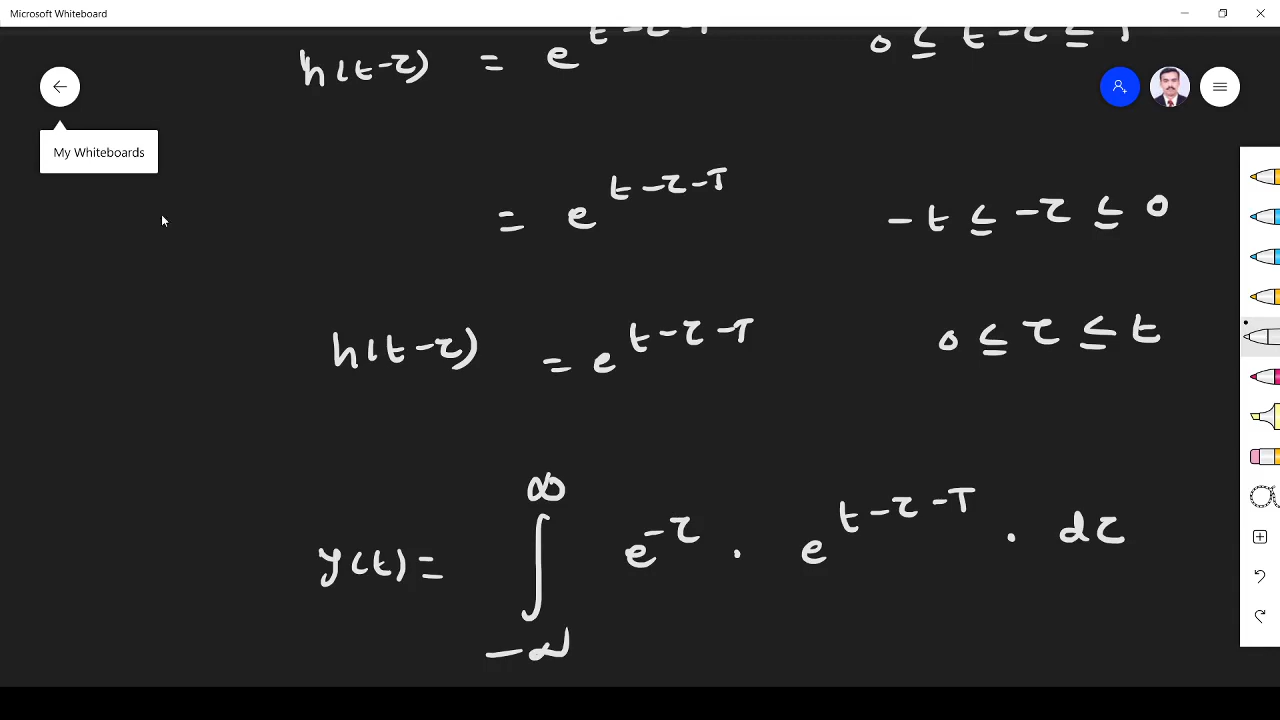 Microsoft Whiteboard
h(t-τ) = e^{t-τ-T} 0 ≤ t-τ ≤ T
My Whiteboards
= e^{t-τ-T} -t ≤ -τ ≤ 0
h(t-τ) = e^{t-τ-T} 0 ≤ τ ≤ t
y(t) = ∫_{-∞}^{∞} e^{-τ} . e^{t-τ-T} . dτ